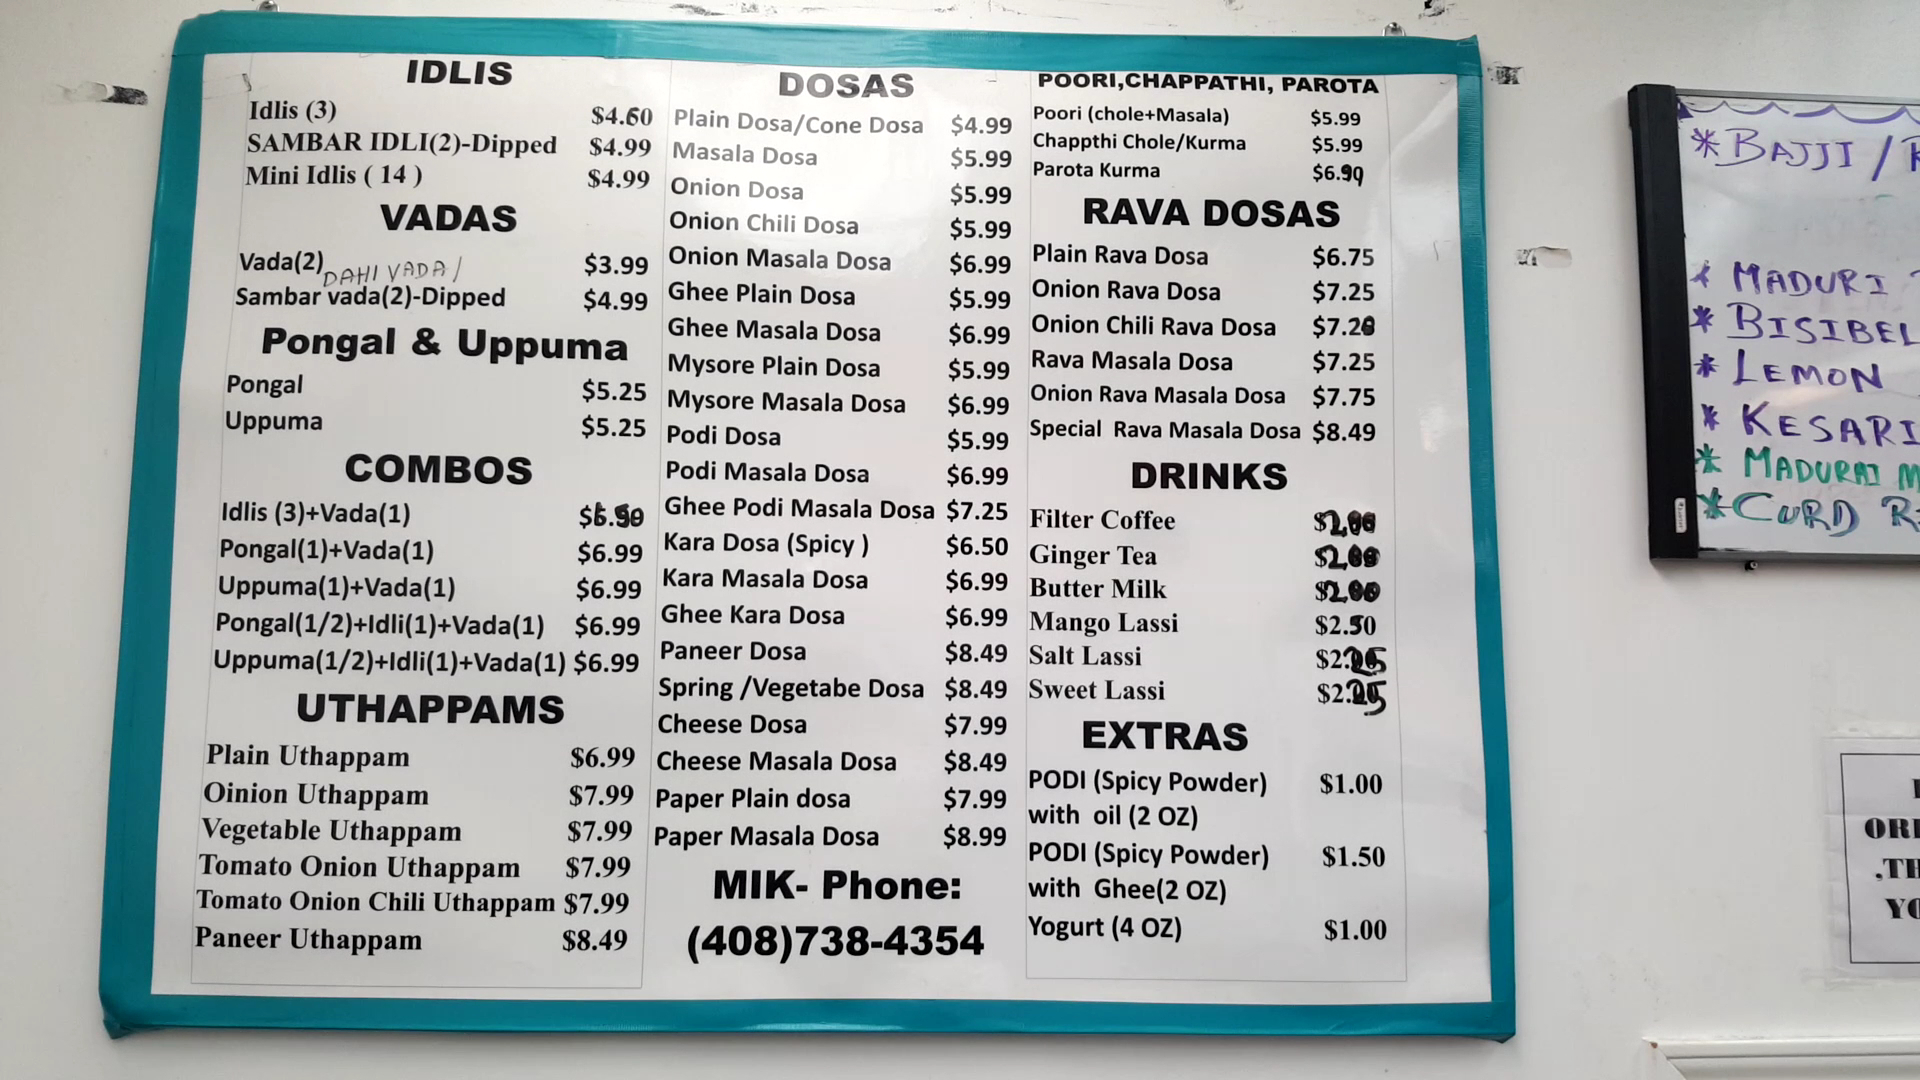 IDLIS
Idlis (3) $4.60
SAMBAR IDLI(2)-Dipped $4.99
Mini Idlis ( 14 ) $4.99
VADAS
Vada(2) $3.99
DAHI VADA/
Sambar vada(2)-Dipped $4.99
Pongal & Uppuma
Pongal $5.25
Uppuma $5.25
COMBOS
Idlis (3)+Vada(1)
Pongal(1)+Vada(1) $6.99
Uppuma(1)+Vada(1) $6.99
Pongal(1/2)+Idli(1)+Vada(1) $6.99
Uppuma(1/2)+Idli(1)+Vada(1) $6.99
UTHAPPAMS
Plain Uthappam $6.99
Oinion Uthappam $7.99
Vegetable Uthappam $7.99
Tomato Onion Uthappam $7.99
Tomato Onion Chili Uthappam $7.99
Paneer Uthappam $8.49
DOSAS
Plain Dosa/Cone Dosa $4.99
Masala Dosa $5.99
Onion Dosa $5.99
Onion Chili Dosa $5.99
Onion Masala Dosa $6.99
Ghee Plain Dosa $5.99
Ghee Masala Dosa $6.99
Mysore Plain Dosa $5.99
Mysore Masala Dosa $6.99
Podi Dosa $5.99
Podi Masala Dosa $6.99
Ghee Podi Masala Dosa $7.25
Kara Dosa (Spicy ) $6.50
Kara Masala Dosa $6.99
Ghee Kara Dosa $6.99
Paneer Dosa $8.49
Spring /Vegetabe Dosa $8.49
Cheese Dosa $7.99
Cheese Masala Dosa $8.49
Paper Plain dosa $7.99
Paper Masala Dosa $8.99
MIK- Phone:
(408)738-4354
POORI,CHAPPATHI, PAROTA
Poori (chole+Masala) $5.99
Chappthi Chole/Kurma $5.99
Parota Kurma $6.99
RAVA DOSAS
Plain Rava Dosa $6.75
Onion Rava Dosa $7.25
Onion Chili Rava Dosa
Rava Masala Dosa $7.25
Onion Rava Masala Dosa $7.75
Special Rava Masala Dosa $8.49
DRINKS
Filter Coffee
Ginger Tea
Butter Milk
Mango Lassi $2.50
Salt Lassi $2.25
Sweet Lassi $2.25
EXTRAS
PODI (Spicy Powder) $1.00
with oil (2 OZ)
PODI (Spicy Powder) $1.50
with Ghee(2 OZ)
Yogurt (4 OZ) $1.00
*BAJJI /
* MADURI
* BISIBEL
* LEMON
* KESARI
* MADURAI M
*CURD R
ORI
.TH
YO